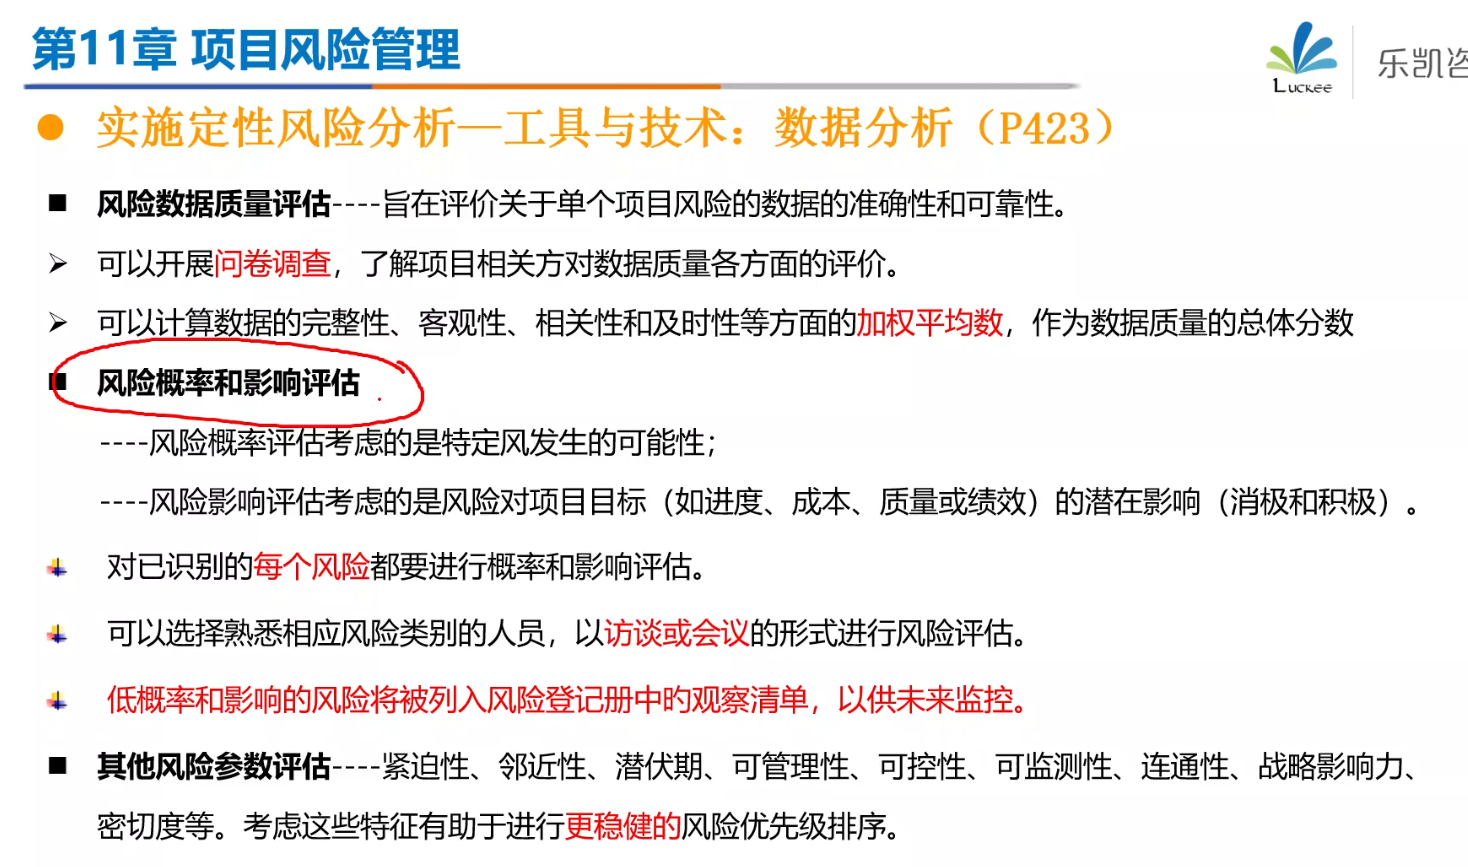 第11章 项目风险管理
Luckee
乐凯咨
实施定性风险分析—工具与技术：数据分析（P423）
风险数据质量评估----旨在评价关于单个项目风险的数据的准确性和可靠性。
可以开展问卷调查，了解项目相关方对数据质量各方面的评价。
可以计算数据的完整性、客观性、相关性和及时性等方面的加权平均数，作为数据质量的总体分数
风险概率和影响评估
----风险概率评估考虑的是特定风发生的可能性；
----风险影响评估考虑的是风险对项目目标（如进度、成本、质量或绩效）的潜在影响（消极和积极）。
对已识别的每个风险都要进行概率和影响评估。
可以选择熟悉相应风险类别的人员，以访谈或会议的形式进行风险评估。
低概率和影响的风险将被列入风险登记册中旳观察清单，以供未来监控。
其他风险参数评估----紧迫性、邻近性、潜伏期、可管理性、可控性、可监测性、连通性、战略影响力、
密切度等。考虑这些特征有助于进行更稳健的风险优先级排序。